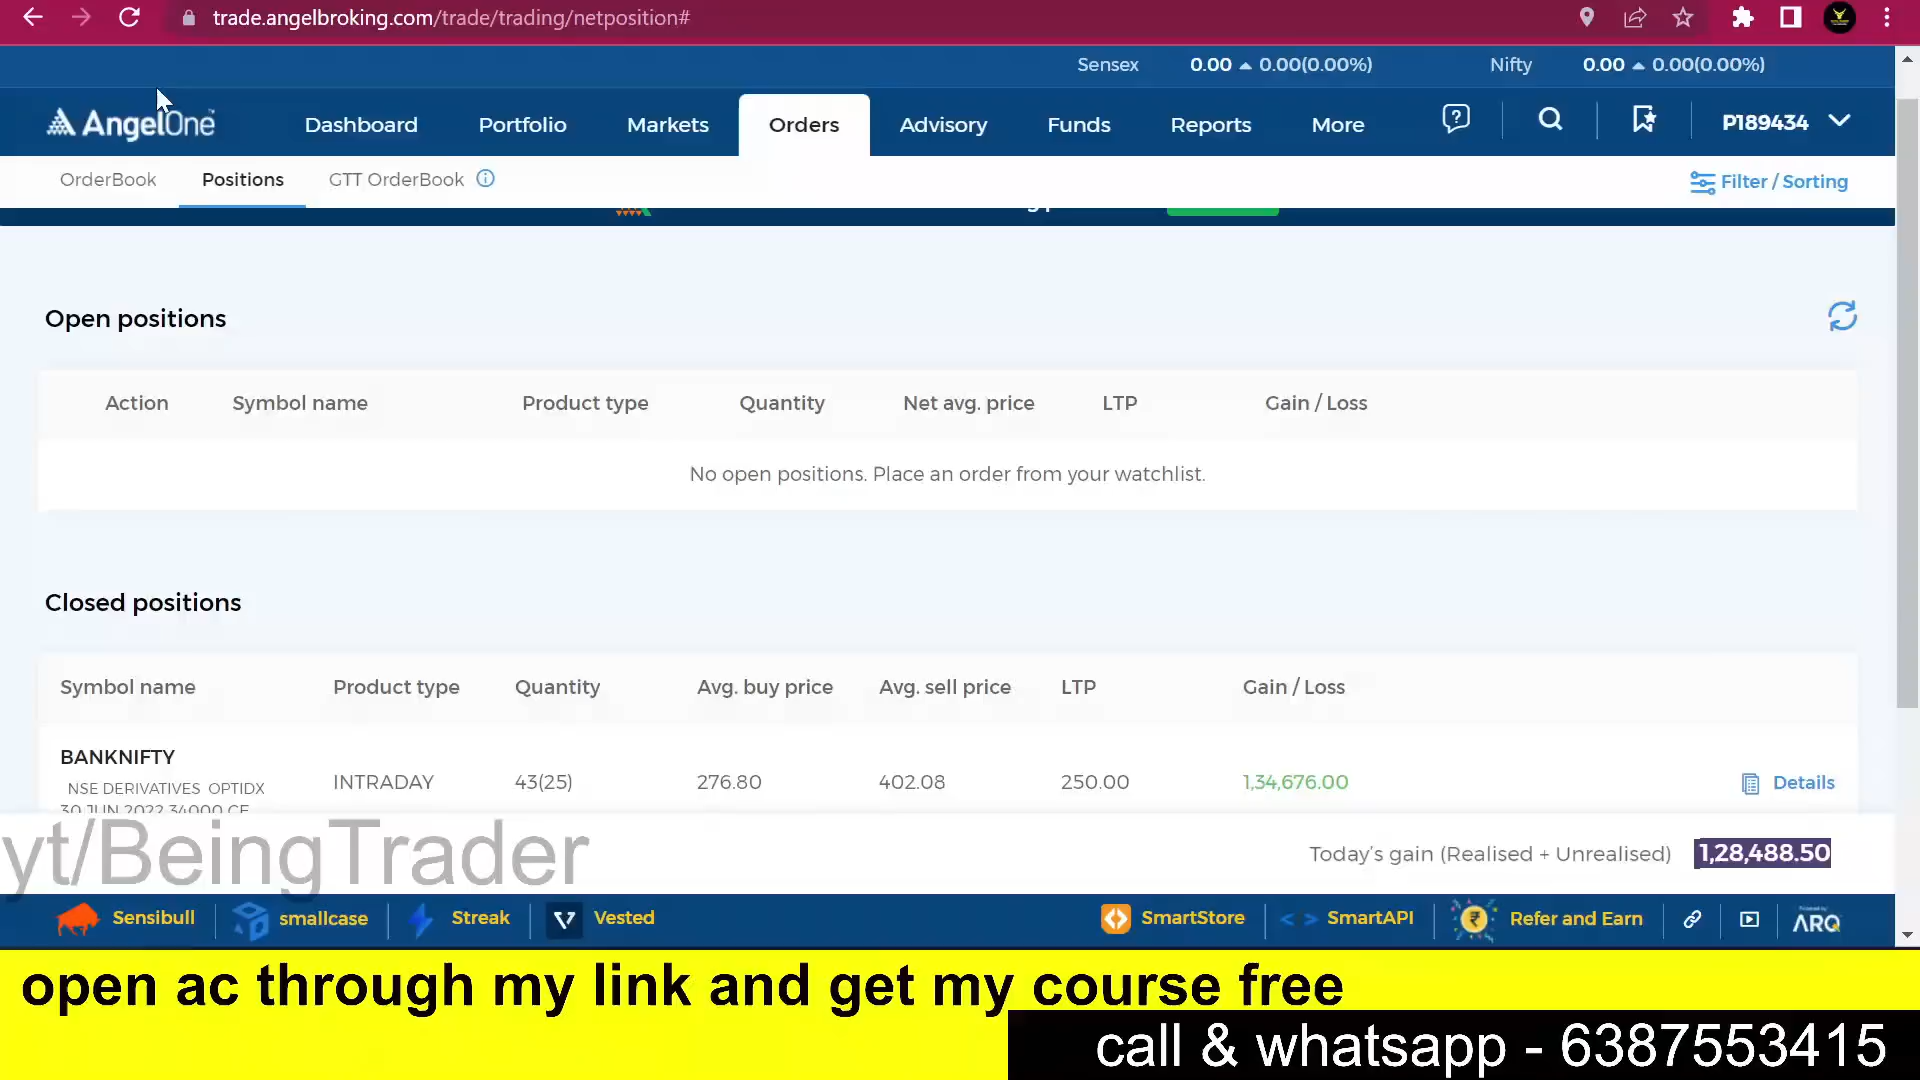 trade.angelbroking.com/trade/trading/netposition#
Sensex 0.00 0.00(0.00%) Nifty 0.00 0.00(0.00%)
AngelOne Dashboard Portfolio Markets Orders Advisory Funds Reports More P189434
OrderBook Positions GTT OrderBook Filter / Sorting
Open positions
Action Symbol name Product type Quantity Net avg. price LTP Gain / Loss
No open positions. Place an order from your watchlist.
Closed positions
Symbol name Product type Quantity Avg. buy price Avg. sell price LTP Gain / Loss
BANKNIFTY
NSE DERIVATIVES OPTIDX INTRADAY 43(25) 276.80 402.08 250.00 1,34,676.00 Details
30 JUN 2022 34000 CE
yt/BeingTrader
Today's gain (Realised + Unrealised) 1,28,488.50
Sensibull smallcase Streak Vested SmartStore SmartAPI Refer and Earn ARQ
open ac through my link and get my course free
call & whatsapp - 6387553415